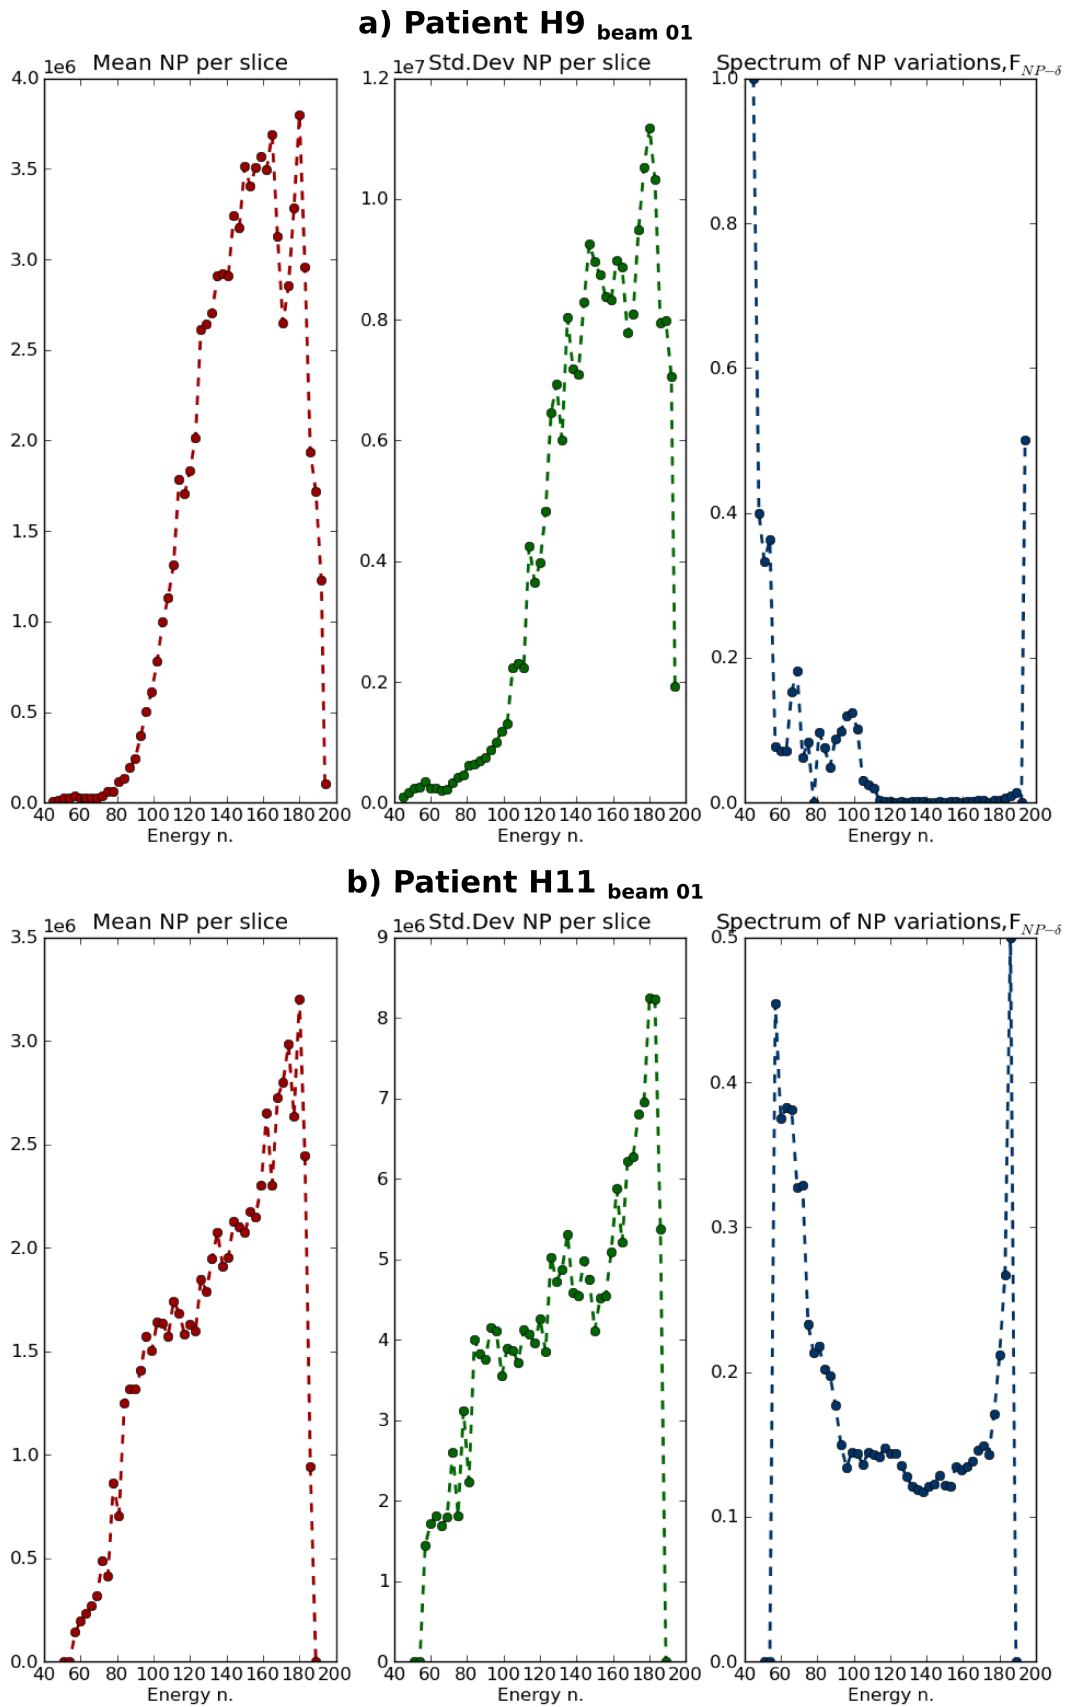 a) Patient H9 beam 01
Mean NP per slice
1e6
4.0
3.5
3.0
2.5
2.0
1.5
1.0
0.5
0.0
40 60 80 100 120 140 160 180 200
Energy n.
Std.Dev NP per slice
1e7
1.2
1.0
0.8
0.6
0.4
0.2
0.0
40 60 80 100 120 140 160 180 200
Energy n.
Spectrum of NP variations,F NP−δ
1.0
0.8
0.6
0.4
0.2
0.0
40 60 80 100 120 140 160 180 200
Energy n.
b) Patient H11 beam 01
Mean NP per slice
1e6
3.5
3.0
2.5
2.0
1.5
1.0
0.5
0.0
40 60 80 100 120 140 160 180 200
Energy n.
Std.Dev NP per slice
1e6
9
8
7
6
5
4
3
2
1
0
40 60 80 100 120 140 160 180 200
Energy n.
Spectrum of NP variations,F NP−δ
0.5
0.4
0.3
0.2
0.1
0.0
40 60 80 100 120 140 160 180 200
Energy n.